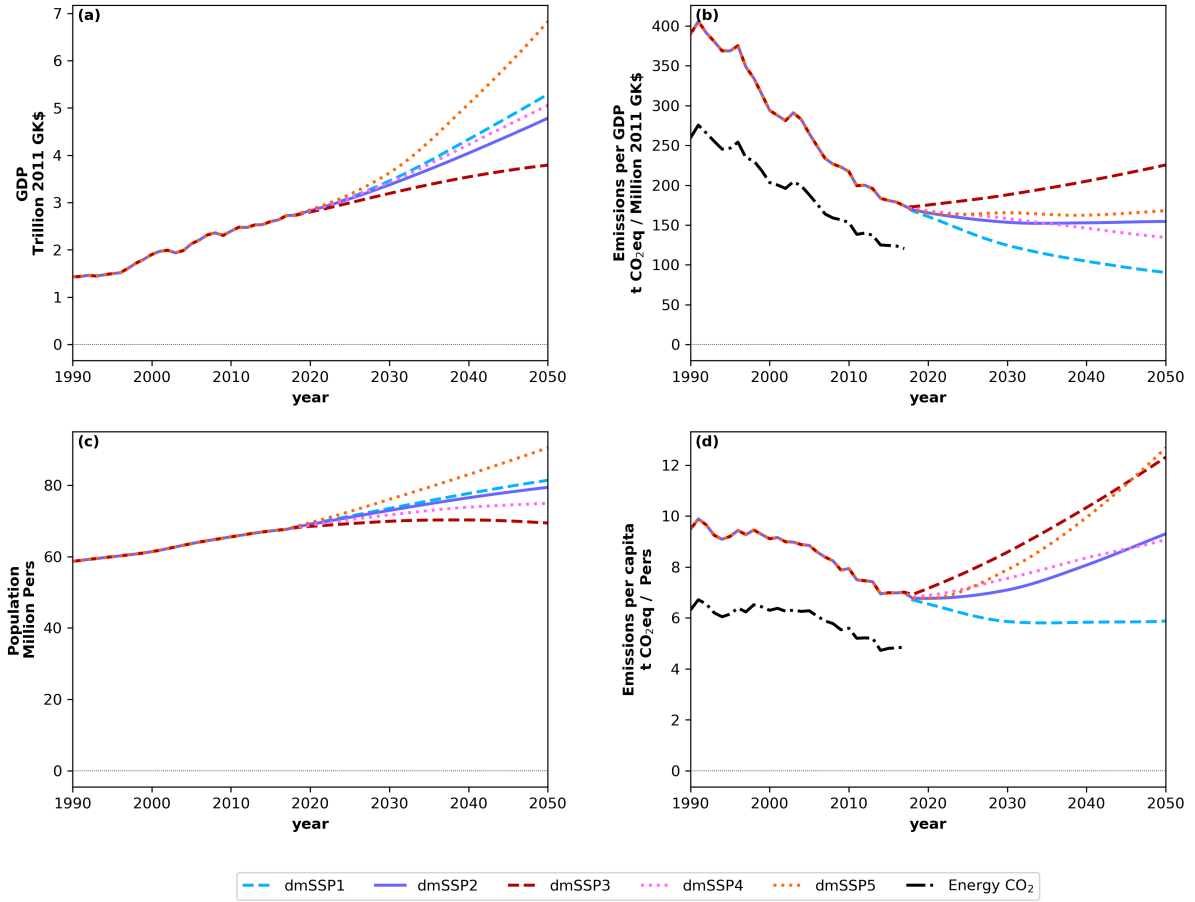 (a)
7
6
5
4
3
2
1
0
GDP
Trillion 2011 GK$
1990 2000 2010 2020 2030 2040 2050
year
(b)
400
350
300
250
200
150
100
50
0
Emissions per GDP
t CO₂eq / Million 2011 GK$
1990 2000 2010 2020 2030 2040 2050
year
(c)
80
60
40
20
0
Population
Million Pers
1990 2000 2010 2020 2030 2040 2050
year
(d)
12
10
8
6
4
2
0
Emissions per capita
t CO₂eq / Pers
1990 2000 2010 2020 2030 2040 2050
year
dmSSP1 dmSSP2 dmSSP3 dmSSP4 dmSSP5 Energy CO₂